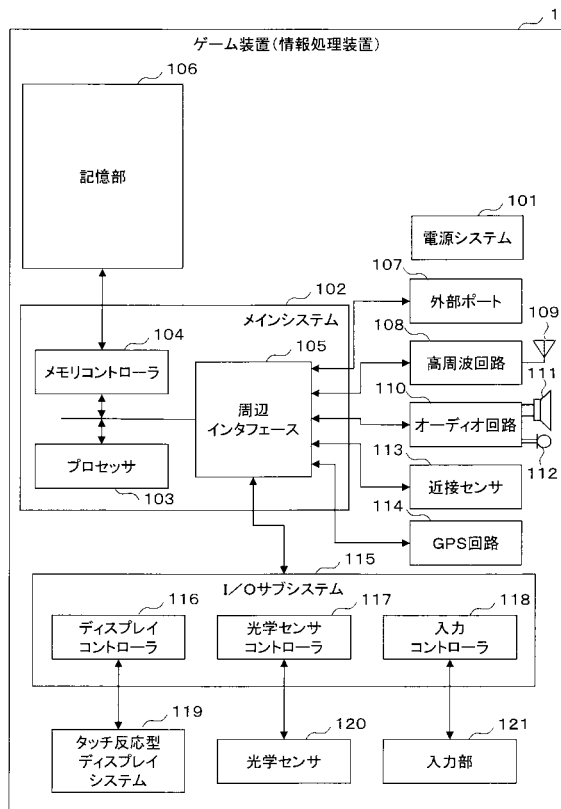 1
ゲーム装置(情報処理装置)
106
記憶部
101
電源システム
107
外部ポート
102
メインシステム
104
メモリコントローラ
105
周辺
インタフェース
プロセッサ
103
108
高周波回路
109
110
オーディオ回路
111
112
113
近接センサ
114
GPS回路
115
I/Oサブシステム
116
ディスプレイ
コントローラ
117
光学センサ
コントローラ
118
入力
コントローラ
119
タッチ反応型
ディスプレイ
システム
120
光学センサ
121
入力部